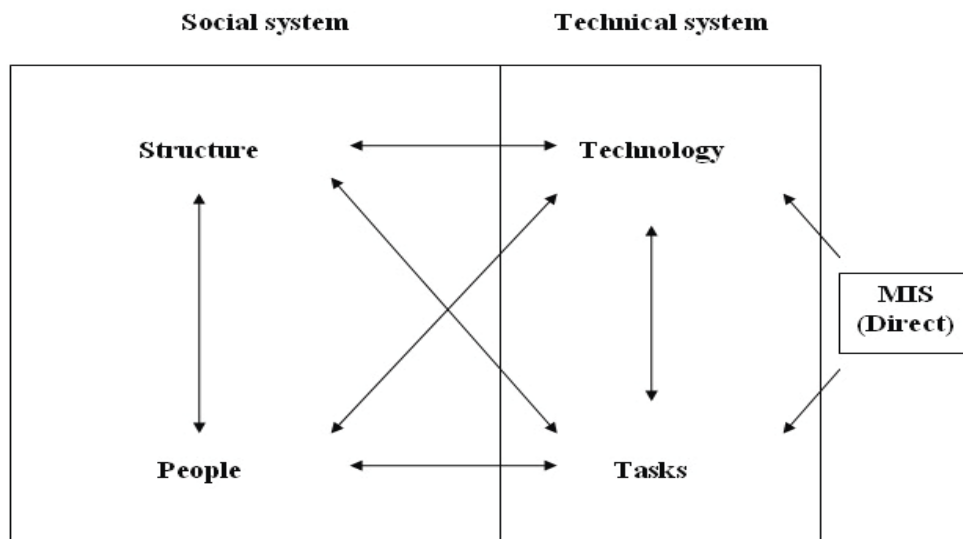 Social system
Technical system
Structure
Technology
MIS
(Direct)
People
Tasks